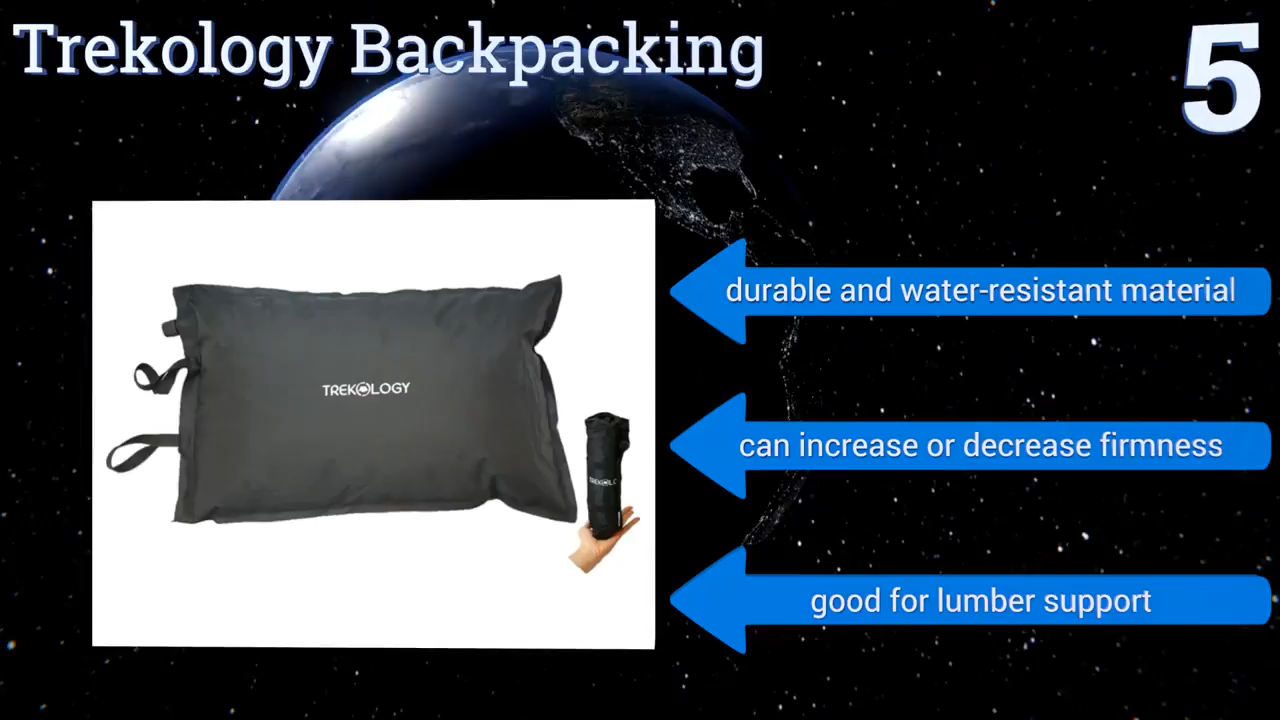 Trekology Backpacking
5
durable and water-resistant material
TREKOLOGY
can increase or decrease firmness
TREKOLO
good for lumber support